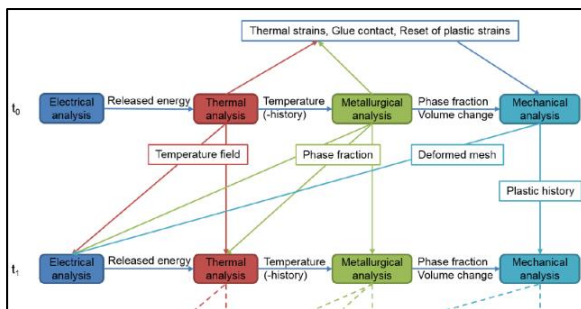 Thermal strains, Glue contact, Reset of plastic strains
t0
Electrical
analysis
Released energy
Thermal
analysis
Temperature
(-history)
Metallurgical
analysis
Phase fraction
Volume change
Mechanical
analysis
Temperature field
Phase fraction
Deformed mesh
Plastic history
t1
Electrical
analysis
Released energy
Thermal
analysis
Temperature
(-history)
Metallurgical
analysis
Phase fraction
Volume change
Mechanical
analysis